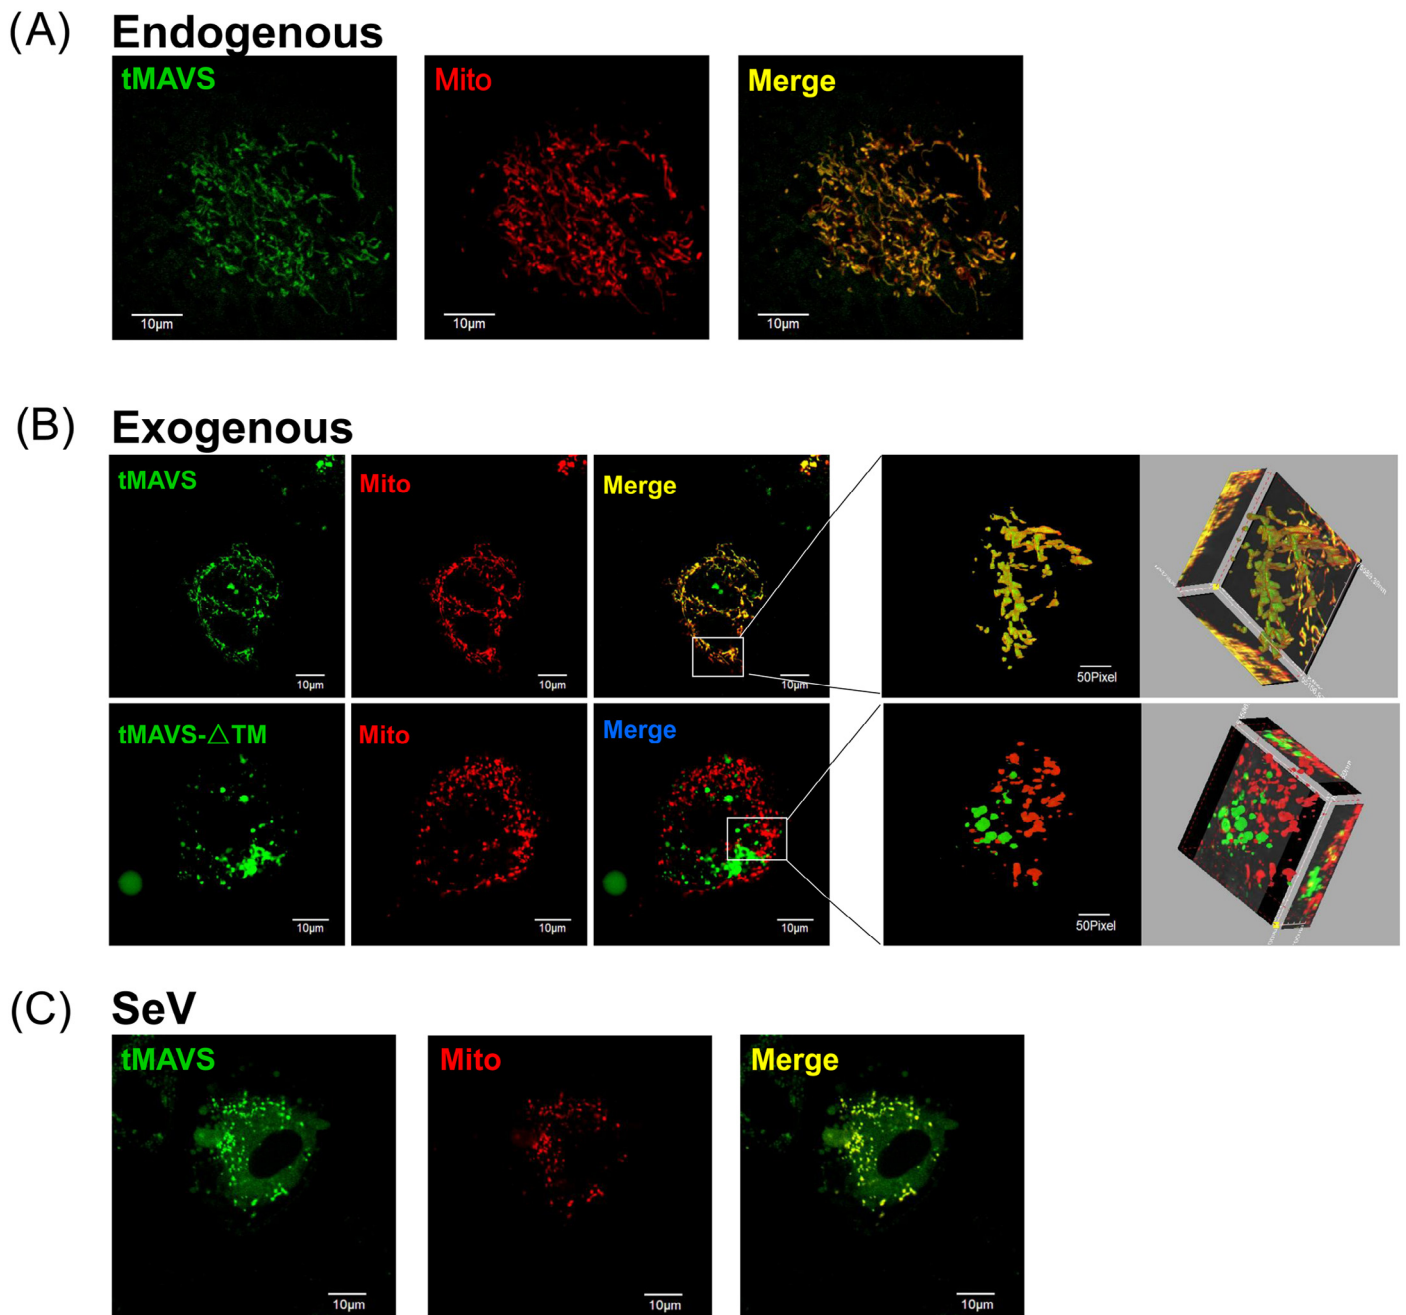 (A) Endogenous
tMAVS Mito Merge
10µm 10µm 10µm
(B) Exogenous
tMAVS Mito Merge
10µm 10µm 10µm 50Pixel
tMAVS-△TM Mito Merge
10µm 10µm 10µm 50Pixel
(C) SeV
tMAVS Mito Merge
10µm 10µm 10µm